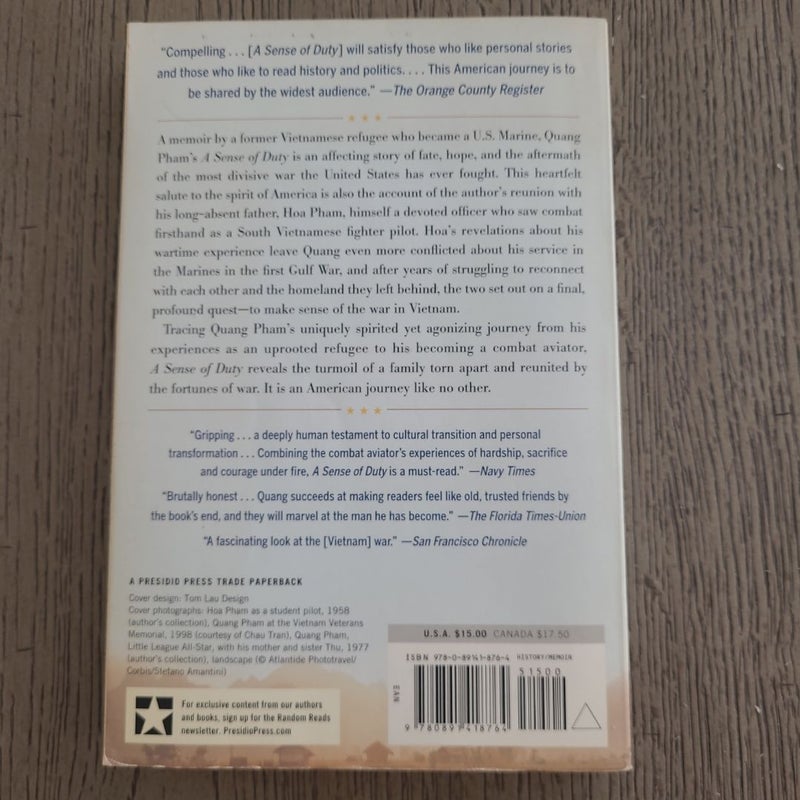 “Compelling . . . [A Sense of Duty] will satisfy those who like personal stories
and those who like to read history and politics. . . . This American journey is to
be shared by the widest audience.” —The Orange County Register
A memoir by a former Vietnamese refugee who became a U.S. Marine, Quang
Pham’s A Sense of Duty is an affecting story of fate, hope, and the aftermath
of the most divisive war the United States has ever fought. This heartfelt
salute to the spirit of America is also the account of the author’s reunion with
his long-absent father, Hoa Pham, himself a devoted officer who saw combat
firsthand as a South Vietnamese fighter pilot. Hoa’s revelations about his
wartime experience leave Quang even more conflicted about his service in
the Marines in the first Gulf War, and after years of struggling to reconnect
with each other and the homeland they left behind, the two set out on a final,
profound quest—to make sense of the war in Vietnam.
Tracing Quang Pham’s uniquely spirited yet agonizing journey from his
experiences as an uprooted refugee to his becoming a combat aviator,
A Sense of Duty reveals the turmoil of a family torn apart and reunited by
the fortunes of war. It is an American journey like no other.
“Gripping . . . a deeply human testament to cultural transition and personal
transformation . . . Combining the combat aviator’s experiences of hardship, sacrifice
and courage under fire, A Sense of Duty is a must-read.” —Navy Times
“Brutally honest . . . Quang succeeds at making readers feel like old, trusted friends by
the book’s end, and they will marvel at the man he has become.” —The Florida Times-Union
“A fascinating look at the [Vietnam] war.” —San Francisco Chronicle
A PRESIDIO PRESS TRADE PAPERBACK
Cover design: Tom Lau Design
Cover photographs: Hoa Pham as a student pilot, 1958
(author’s collection), Quang Pham at the Vietnam Veterans
Memorial, 1998 (courtesy of Chau Tran), Quang Pham,
Little League All-Star, with his mother and sister Thu, 1977
(author’s collection), landscape (© Atlantide Phototravel/
Corbis/Stefano Amantini)
For exclusive content from our authors
and books, sign up for the Random Reads
newsletter. PresidioPress.com
U.S.A. $15.00 CANADA $17.50
ISBN 978-0-89141-876-4 HISTORY/MEMOIR
51500
EAN
9 780891 418764